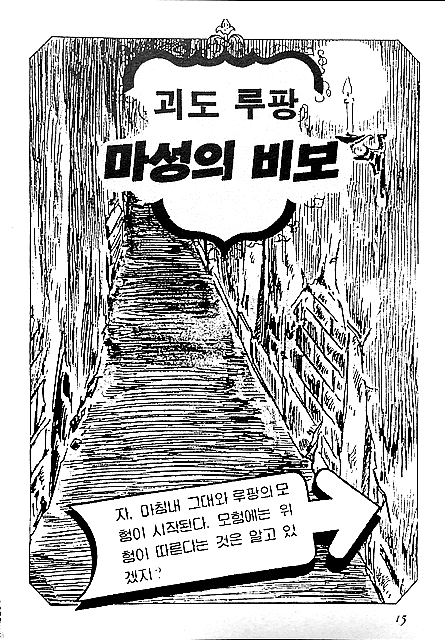 괴도 루팡
마성의 비보
자, 마침내 그대와 루팡의 모
험이 시작된다. 모험에는 위
험이 따른다는 것은 알고 있
겠지?
15